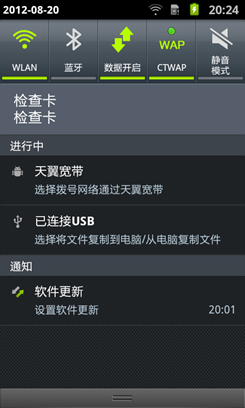 2012-08-20 20:24
WLAN 蓝牙 数据开启 CTWAP 静音模式
WAP
检查卡
检查卡
进行中
天翼宽带
选择拨号网络通过天翼宽带
已连接USB
选择将文件复制到电脑/从电脑复制文件
通知
软件更新
设置软件更新 20:01